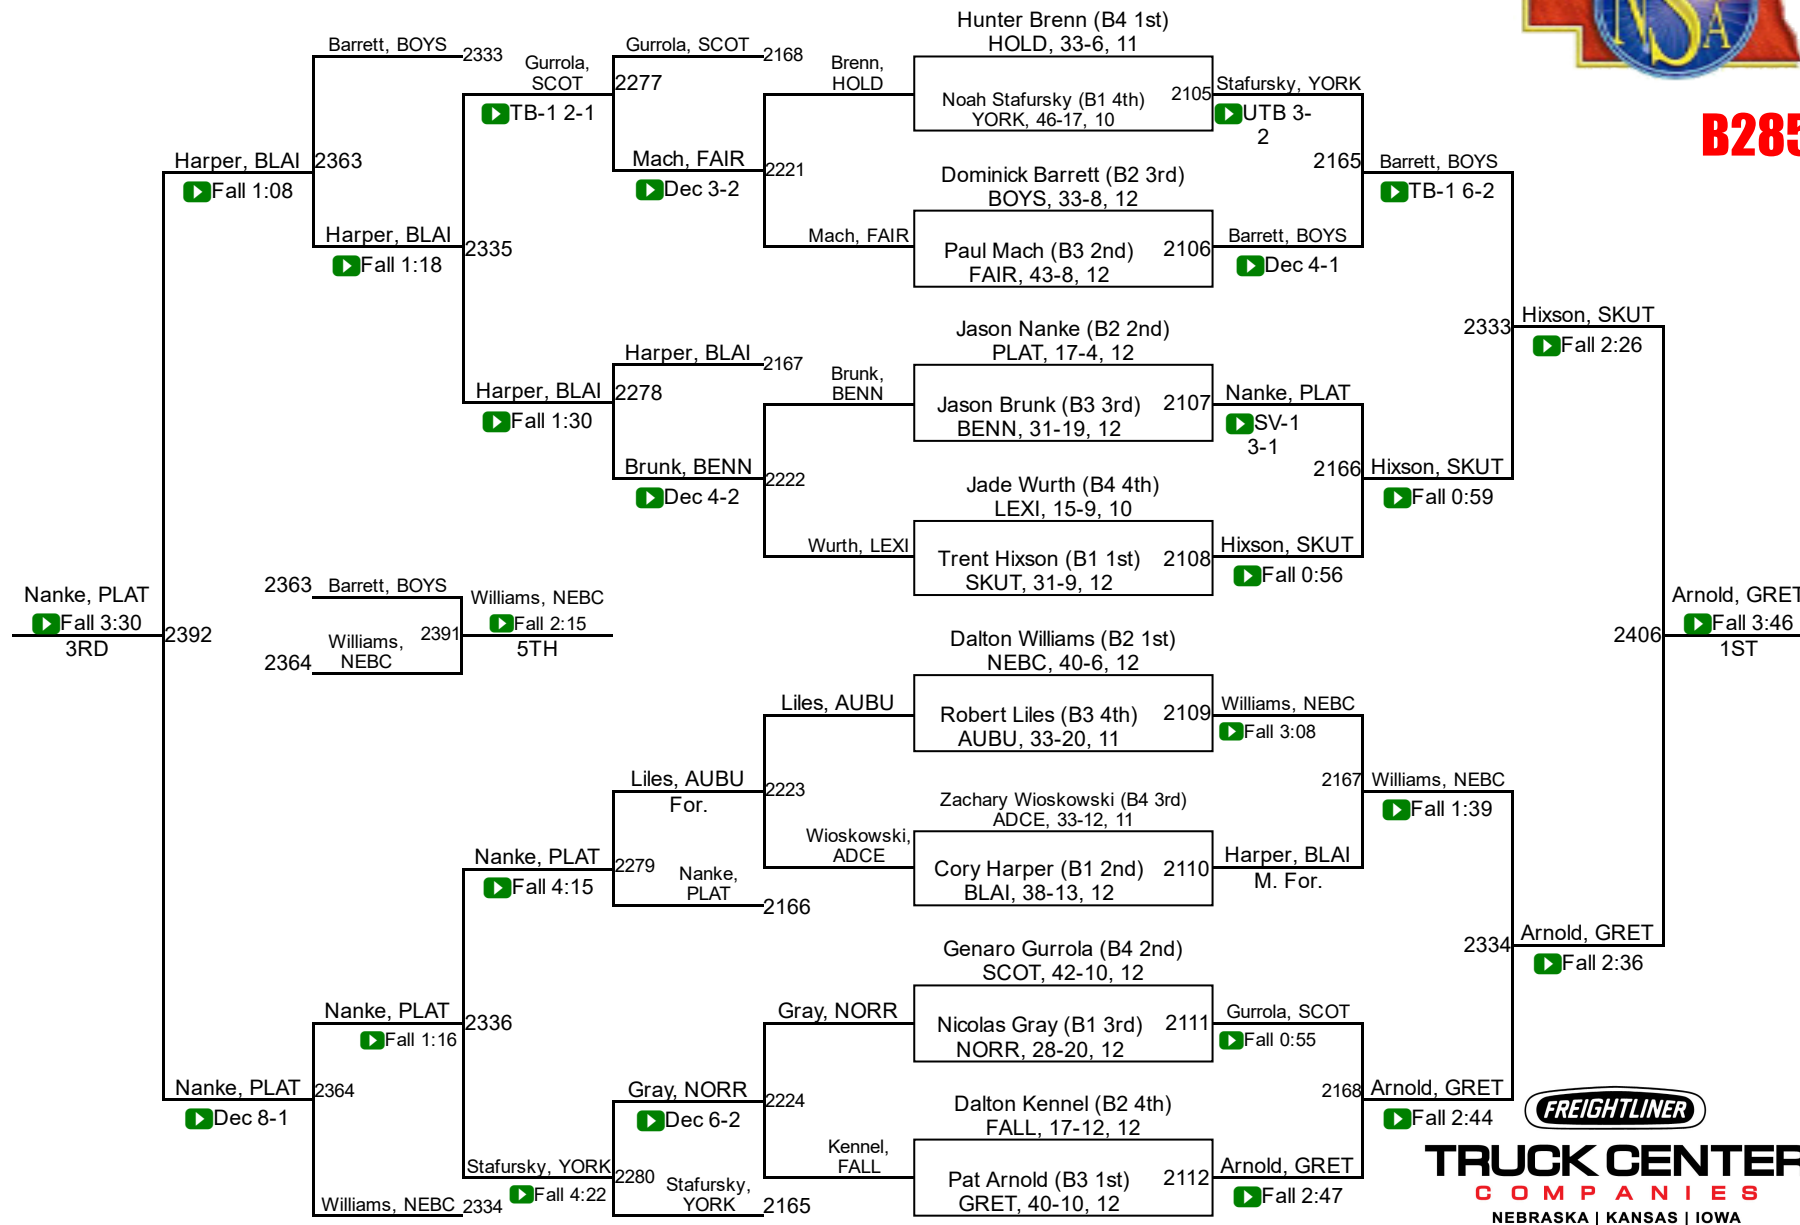 Hunter Brenn (B4 1st)
HOLD, 33-6, 11
Noah Stafursky (B1 4th)
YORK, 46-17, 10
2105
Dominick Barrett (B2 3rd)
BOYS, 33-8, 12
Paul Mach (B3 2nd)
FAIR, 43-8, 12
2106
Jason Nanke (B2 2nd)
PLAT, 17-4, 12
Jason Brunk (B3 3rd)
BENN, 31-19, 12
2107
Jade Wurth (B4 4th)
LEXI, 15-9, 10
Trent Hixson (B1 1st)
SKUT, 31-9, 12
2108
Dalton Williams (B2 1st)
NEBC, 40-6, 12
Robert Liles (B3 4th)
AUBU, 33-20, 11
2109
Zachary Wioskowski (B4 3rd)
ADCE, 33-12, 11
Cory Harper (B1 2nd)
BLAI, 38-13, 12
2110
Genaro Gurrola (B4 2nd)
SCOT, 42-10, 12
Nicolas Gray (B1 3rd)
NORR, 28-20, 12
2111
Dalton Kennel (B2 4th)
FALL, 17-12, 12
Pat Arnold (B3 1st)
GRET, 40-10, 12
2112
Stafursky, YORK
UTB 3-
2
Barrett, BOYS
Dec 4-1
Nanke, PLAT
SV-1
3-1
Hixson, SKUT
Fall 0:56
Williams, NEBC
Fall 3:08
Harper, BLAI
M. For.
Gurrola, SCOT
Fall 0:55
Arnold, GRET
Fall 2:47
2165
Barrett, BOYS
TB-1 6-2
2166
Hixson, SKUT
Fall 0:59
2167
Williams, NEBC
Fall 1:39
2168
Arnold, GRET
Fall 2:44
2333
Hixson, SKUT
Fall 2:26
2334
Arnold, GRET
Fall 2:36
2406
Arnold, GRET
Fall 3:46
1ST
Brenn,
HOLD
Mach, FAIR
2221
Brunk,
BENN
Wurth, LEXI
2222
Liles, AUBU
Wioskowski,
ADCE
2223
Gray, NORR
Kennel,
FALL
2224
Gurrola, SCOT
2168
Mach, FAIR
Dec 3-2
2277
Harper, BLAI
2167
Brunk, BENN
Dec 4-2
2278
Liles, AUBU
For.
Nanke,
PLAT
2166
2279
Gray, NORR
Dec 6-2
Stafursky,
YORK
2165
2280
Gurrola,
SCOT
TB-1 2-1
Harper, BLAI
Fall 1:30
2335
Nanke, PLAT
Fall 4:15
Stafursky, YORK
Fall 4:22
2336
Barrett, BOYS
2333
Harper, BLAI
Fall 1:18
2363
Nanke, PLAT
Fall 1:16
Williams, NEBC
2334
2364
Harper, BLAI
Fall 1:08
Nanke, PLAT
Dec 8-1
2392
Nanke, PLAT
Fall 3:30
3RD
2363
Barrett, BOYS
2364
Williams,
NEBC
2391
Williams, NEBC
Fall 2:15
5TH
NSA
B285
FREIGHTLINER
TRUCK CENTER
COMPANIES
NEBRASKA | KANSAS | IOWA